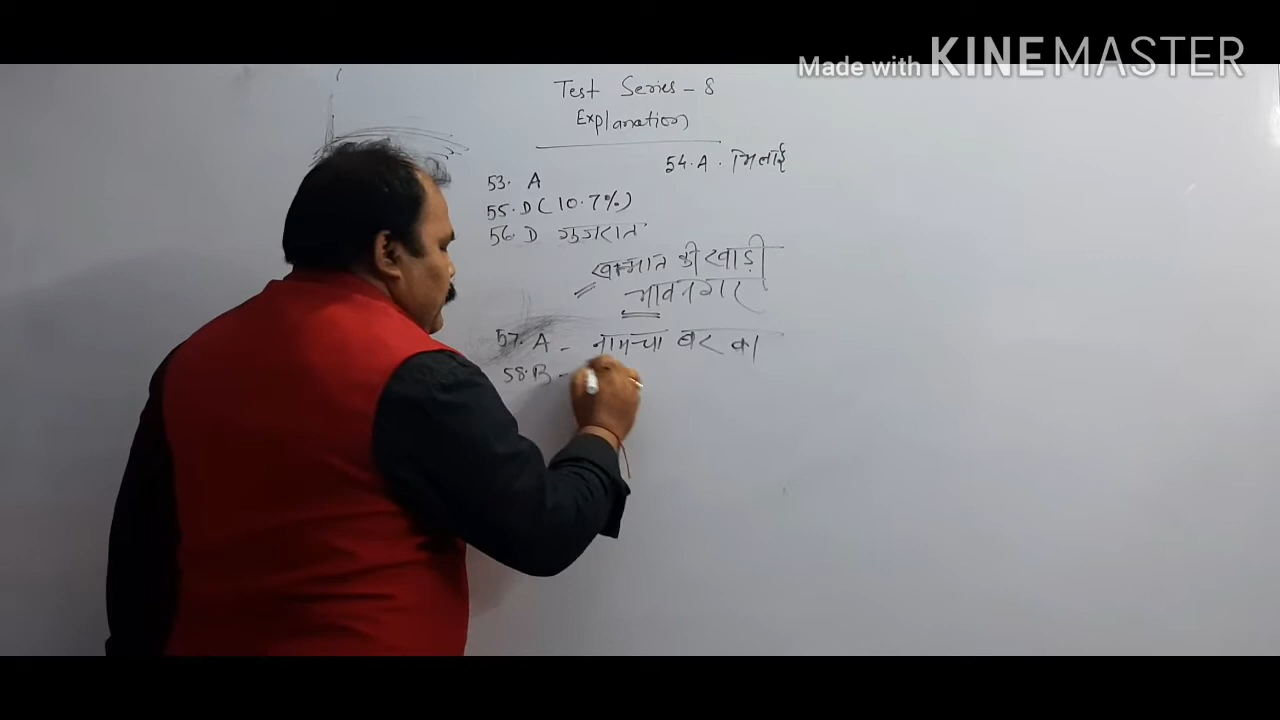 Made with KINEMASTER
Test Series - 8
Explanation
54. A. भिलाई
53. A
55. D (10.7%)
56. D गुजरात
खम्भात की खाड़ी
भावनगर
57. A - नामचा बर वा
58. B -